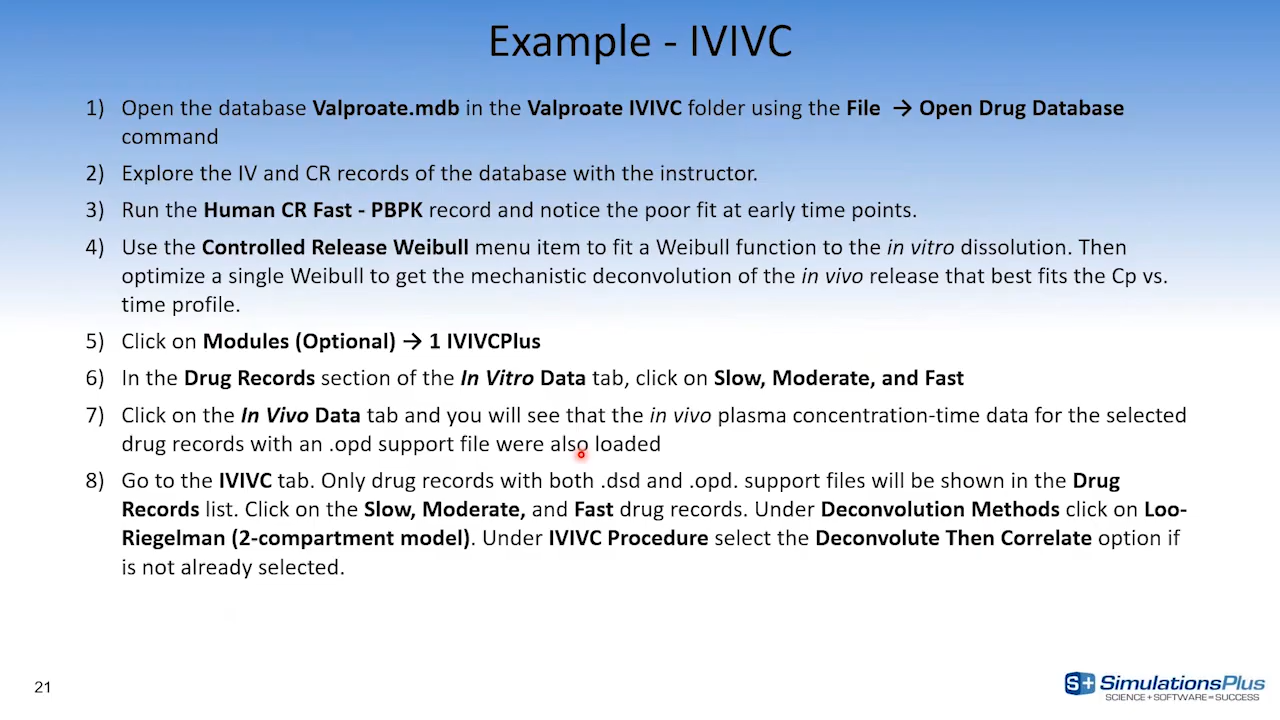 Example - IVIVC
1) Open the database Valproate.mdb in the Valproate IVIVC folder using the File → Open Drug Database
command
2) Explore the IV and CR records of the database with the instructor.
3) Run the Human CR Fast - PBPK record and notice the poor fit at early time points.
4) Use the Controlled Release Weibull menu item to fit a Weibull function to the in vitro dissolution. Then
optimize a single Weibull to get the mechanistic deconvolution of the in vivo release that best fits the Cp vs.
time profile.
5) Click on Modules (Optional) → 1 IVIVCPlus
6) In the Drug Records section of the In Vitro Data tab, click on Slow, Moderate, and Fast
7) Click on the In Vivo Data tab and you will see that the in vivo plasma concentration-time data for the selected
drug records with an .opd support file were also loaded
8) Go to the IVIVC tab. Only drug records with both .dsd and .opd. support files will be shown in the Drug
Records list. Click on the Slow, Moderate, and Fast drug records. Under Deconvolution Methods click on Loo-
Riegelman (2-compartment model). Under IVIVC Procedure select the Deconvolute Then Correlate option if
is not already selected.
21
S+ SimulationsPlus
SCIENCE + SOFTWARE = SUCCESS